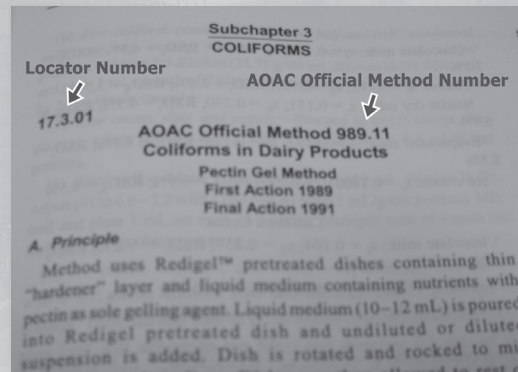 Subchapter 3
COLIFORMS
Locator Number
AOAC Official Method Number
17.3.01
AOAC Official Method 989.11
Coliforms in Dairy Products
Pectin Gel Method
First Action 1989
Final Action 1991
A. Principle
Method uses Redigel™ pretreated dishes containing thin
"hardener" layer and liquid medium containing nutrients with
pectin as sole gelling agent. Liquid medium (10–12 mL) is poured
into Redigel pretreated dish and undiluted or diluted
suspension is added. Dish is rotated and rocked to mi